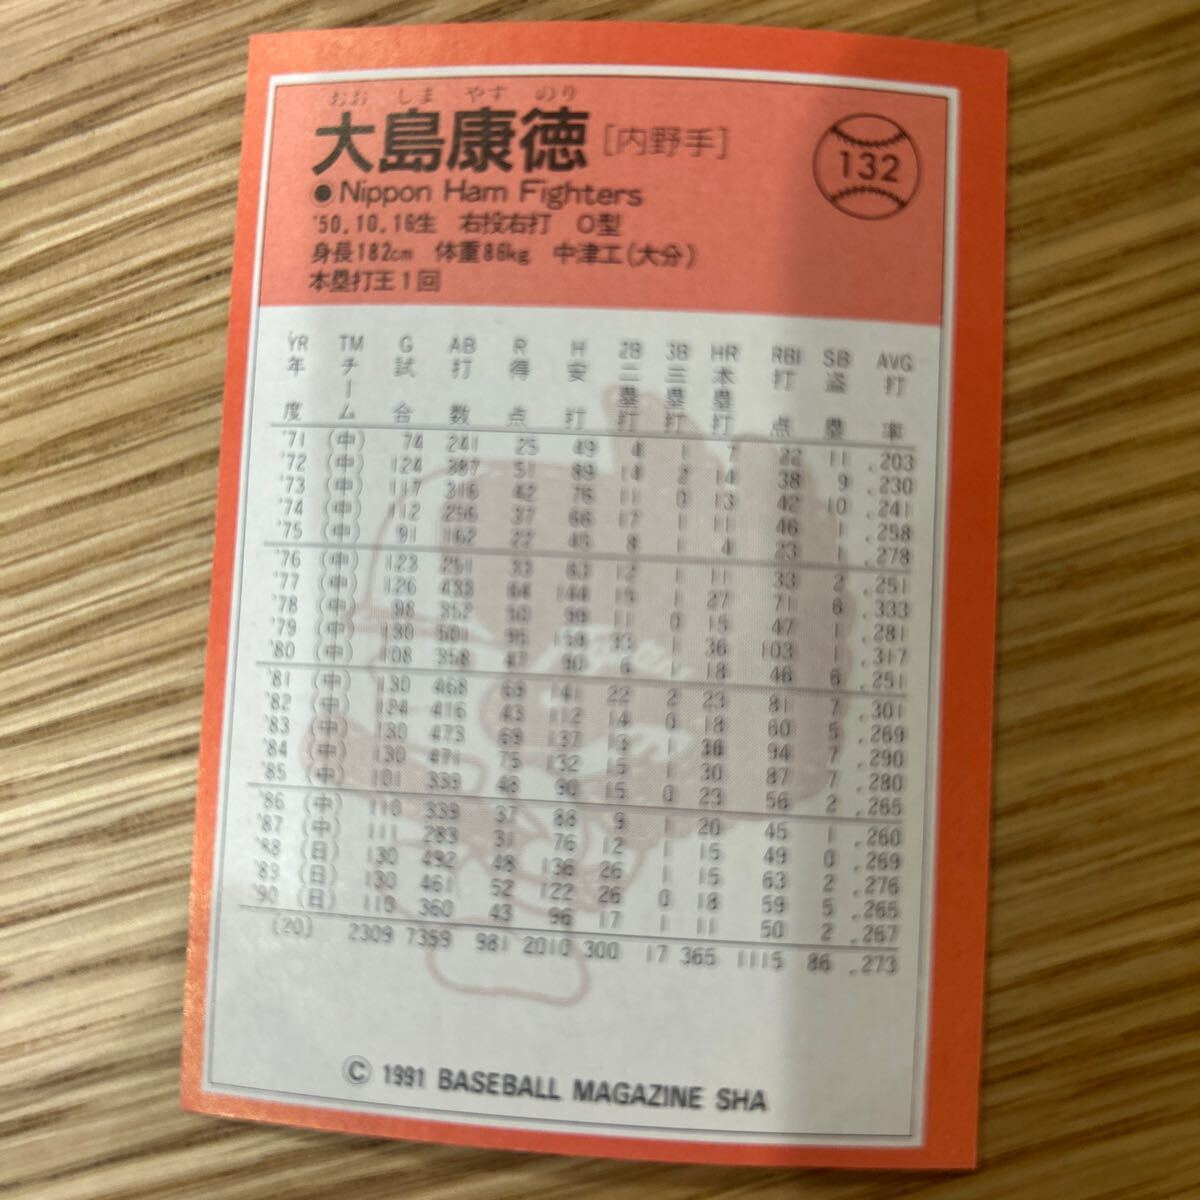 おお しま やす のり
大島康徳 [内野手]
132
● Nippon Ham Fighters
'50.10.16生 右投右打 O型
身長182cm 体重86kg 中津工(大分)
本塁打王1回
YR TM G AB R H 2B 3B HR RBI SB AVG
年度 チーム 試合 打数 得点 安打 二塁打 三塁打 本塁打 打点 盗塁 打率
'71 (中) 74 241 25 49 4 1 7 22 11 .203
'72 (中) 124 387 51 89 14 2 14 38 9 .230
'73 (中) 117 316 42 76 11 0 13 42 10 .241
'74 (中) 112 256 37 66 17 1 11 46 1 .258
'75 (中) 91 162 22 45 8 1 4 23 1 .278
'76 (中) 123 251 33 63 12 1 11 33 2 .251
'77 (中) 126 433 64 144 15 1 27 71 6 .333
'78 (中) 98 352 50 99 11 0 15 47 1 .281
'79 (中) 130 501 95 159 33 1 36 103 1 .317
'80 (中) 108 358 47 90 6 1 18 46 6 .251
'81 (中) 130 468 69 141 22 2 23 81 7 .301
'82 (中) 124 416 43 112 14 0 18 60 5 .269
'83 (中) 130 473 69 137 13 1 36 94 7 .290
'84 (中) 130 471 75 132 15 1 30 87 7 .280
'85 (中) 101 339 48 90 15 0 23 56 2 .265
'86 (中) 110 339 37 88 9 1 20 45 1 .260
'87 (中) 111 283 31 76 12 1 15 49 0 .269
'88 (日) 130 492 48 136 26 1 15 63 2 .276
'89 (日) 130 461 52 122 26 0 18 59 5 .265
'90 (日) 110 360 43 96 17 1 11 50 2 .267
[20] 2309 7359 981 2010 300 17 365 1115 86 .273
© 1991 BASEBALL MAGAZINE SHA